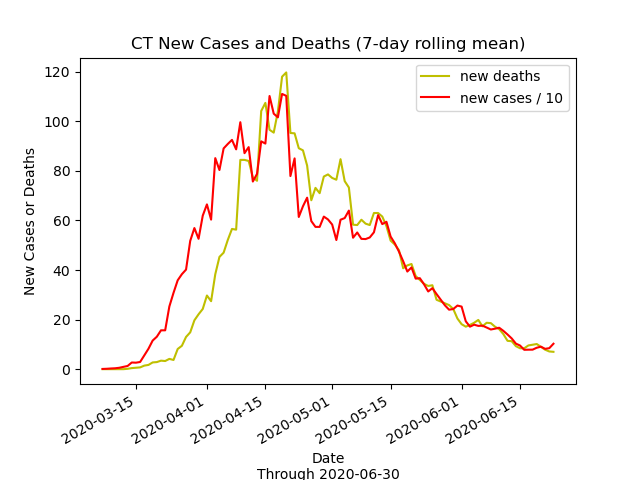 CT New Cases and Deaths (7-day rolling mean)
new deaths
new cases / 10
New Cases or Deaths
120
100
80
60
40
20
0
2020-03-15
2020-04-01
2020-04-15
2020-05-01
2020-05-15
2020-06-01
2020-06-15
Date
Through 2020-06-30